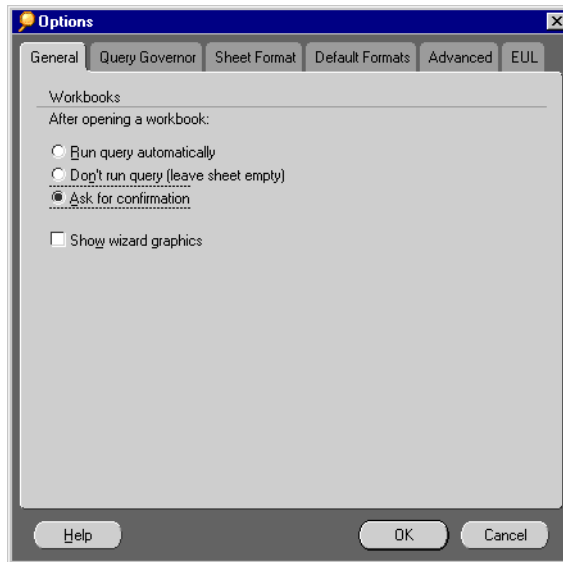 Options
General Query Governor Sheet Format Default Formats Advanced EUL
Workbooks
After opening a workbook:
Run query automatically
Don't run query (leave sheet empty)
Ask for confirmation
Show wizard graphics
Help OK Cancel